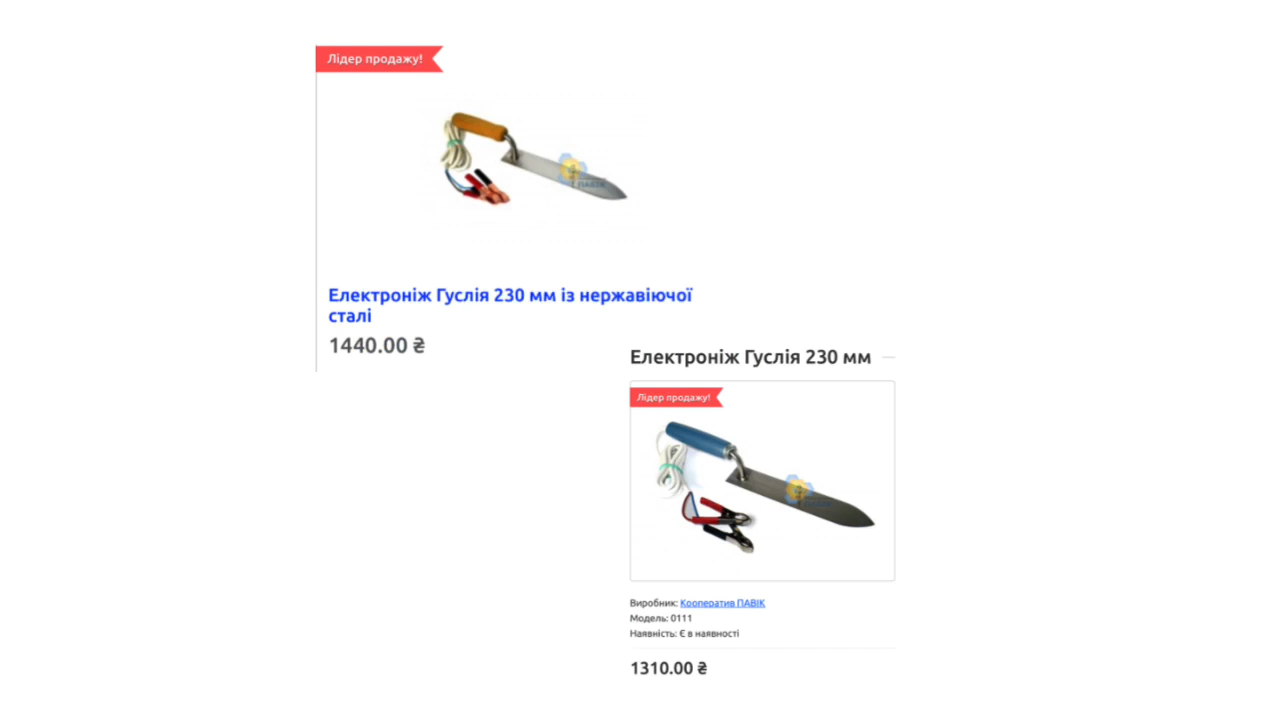 Лідер продажу!
ПАВІК
Електроніж Гуслія 230 мм із нержавіючої
сталі
1440.00 ₴
Електроніж Гуслія 230 мм
Лідер продажу!
Виробник: Кооператив ПАВІК
Модель: 0111
Наявність: Є в наявності
1310.00 ₴